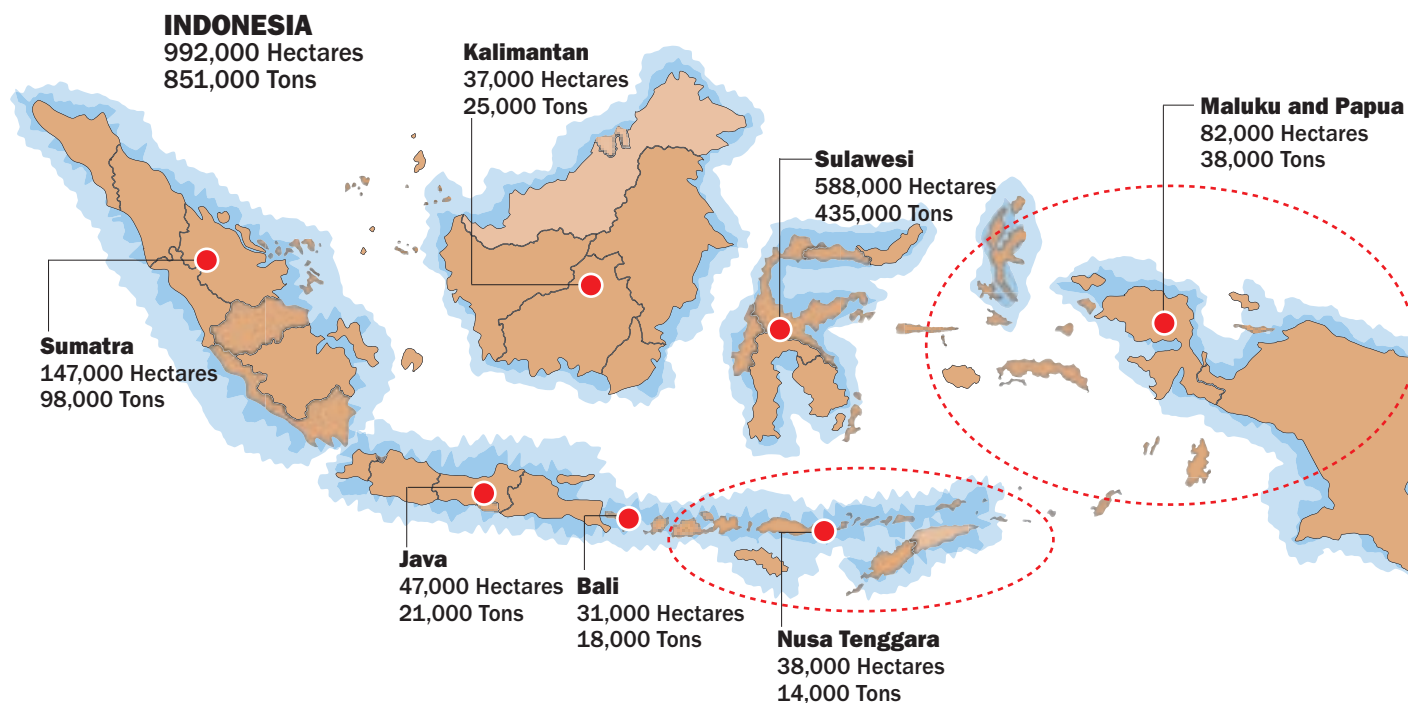 INDONESIA
992,000 Hectares
851,000 Tons
Kalimantan
37,000 Hectares
25,000 Tons
Maluku and Papua
82,000 Hectares
38,000 Tons
Sulawesi
588,000 Hectares
435,000 Tons
Sumatra
147,000 Hectares
98,000 Tons
Java
47,000 Hectares
21,000 Tons
Bali
31,000 Hectares
18,000 Tons
Nusa Tenggara
38,000 Hectares
14,000 Tons